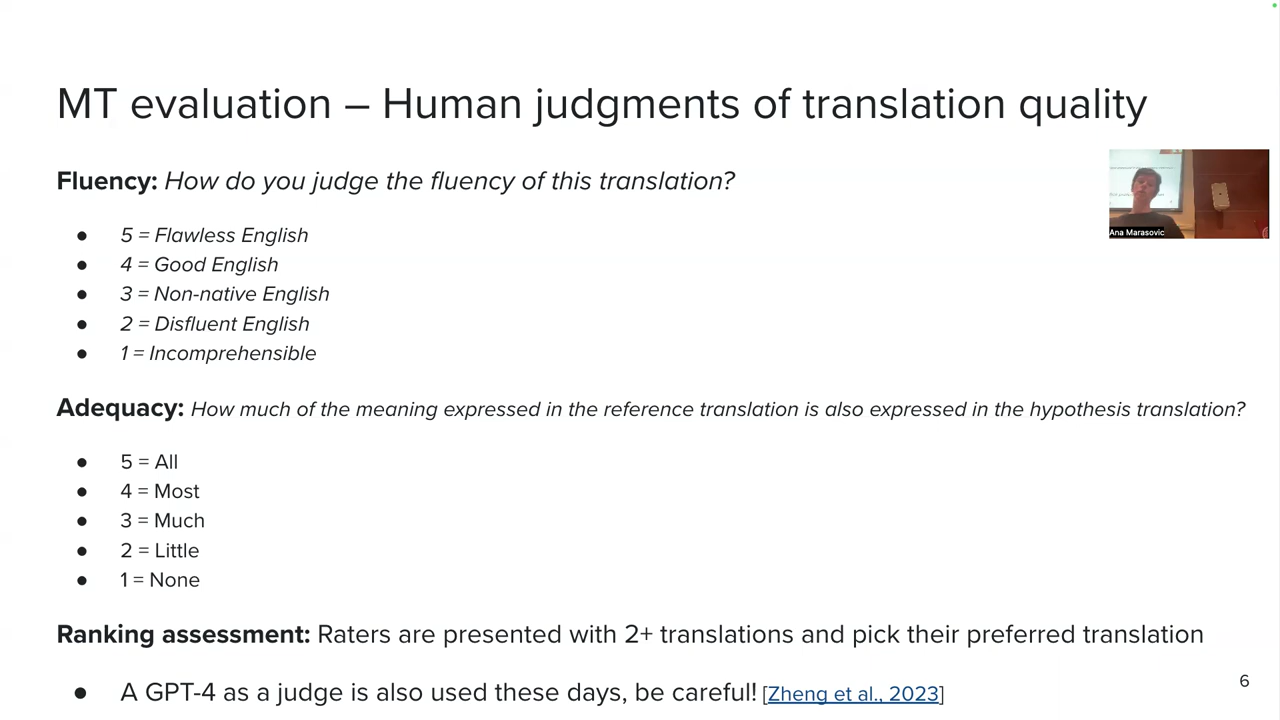 MT evaluation – Human judgments of translation quality
Fluency: How do you judge the fluency of this translation?
● 5 = Flawless English
● 4 = Good English
● 3 = Non-native English
● 2 = Disfluent English
● 1 = Incomprehensible
Ana Marasovic
Adequacy: How much of the meaning expressed in the reference translation is also expressed in the hypothesis translation?
● 5 = All
● 4 = Most
● 3 = Much
● 2 = Little
● 1 = None
Ranking assessment: Raters are presented with 2+ translations and pick their preferred translation
● A GPT-4 as a judge is also used these days, be careful! [Zheng et al., 2023]
6